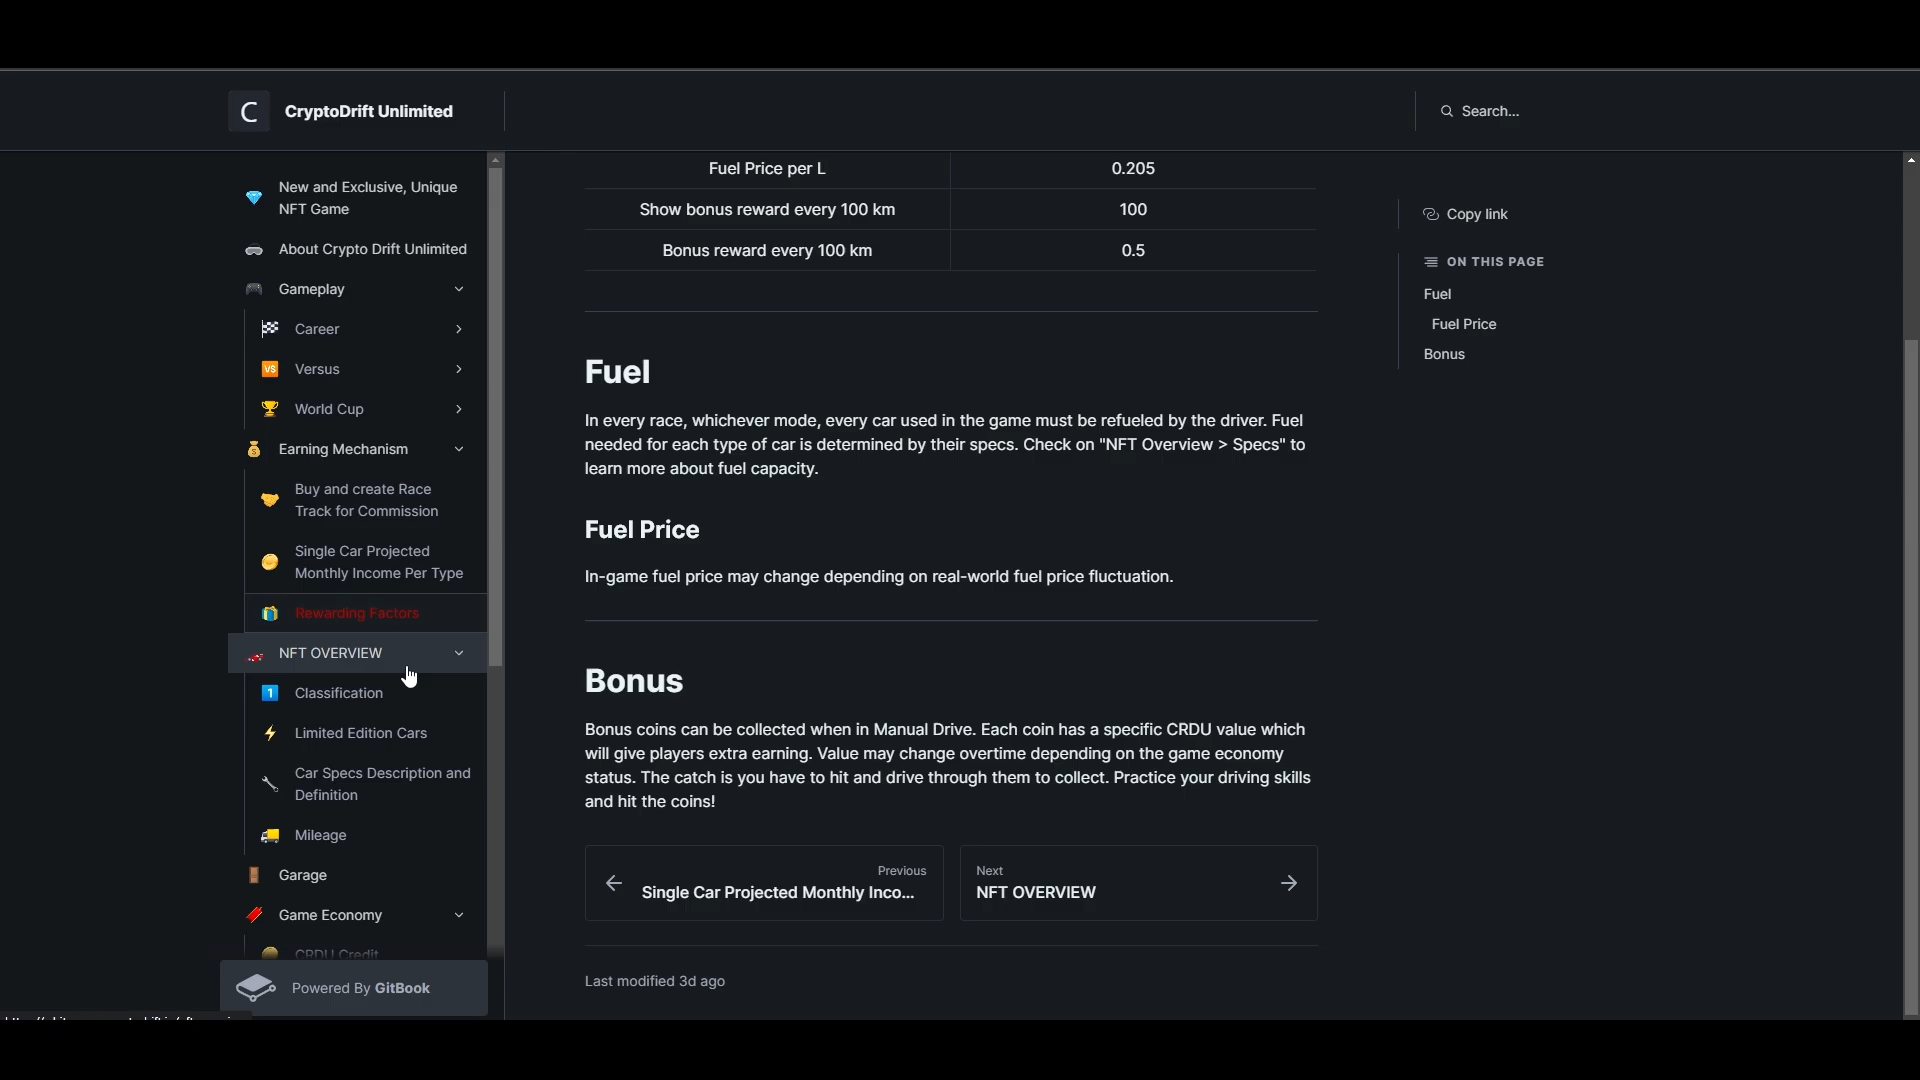 C CryptoDrift Unlimited
Search...
New and Exclusive, Unique
NFT Game
About Crypto Drift Unlimited
Gameplay
Career
VS Versus
World Cup
Earning Mechanism
Buy and create Race
Track for Commission
Single Car Projected
Monthly Income Per Type
Rewarding Factors
NFT OVERVIEW
1 Classification
Limited Edition Cars
Car Specs Description and
Definition
Mileage
Garage
Game Economy
CRDU Credit
Powered By GitBook
Fuel Price per L 0.205
Show bonus reward every 100 km 100
Bonus reward every 100 km 0.5
Fuel
In every race, whichever mode, every car used in the game must be refueled by the driver. Fuel
needed for each type of car is determined by their specs. Check on "NFT Overview > Specs" to
learn more about fuel capacity.
Fuel Price
In-game fuel price may change depending on real-world fuel price fluctuation.
Bonus
Bonus coins can be collected when in Manual Drive. Each coin has a specific CRDU value which
will give players extra earning. Value may change overtime depending on the game economy
status. The catch is you have to hit and drive through them to collect. Practice your driving skills
and hit the coins!
Previous
Single Car Projected Monthly Inco...
Next
NFT OVERVIEW
Last modified 3d ago
Copy link
ON THIS PAGE
Fuel
Fuel Price
Bonus